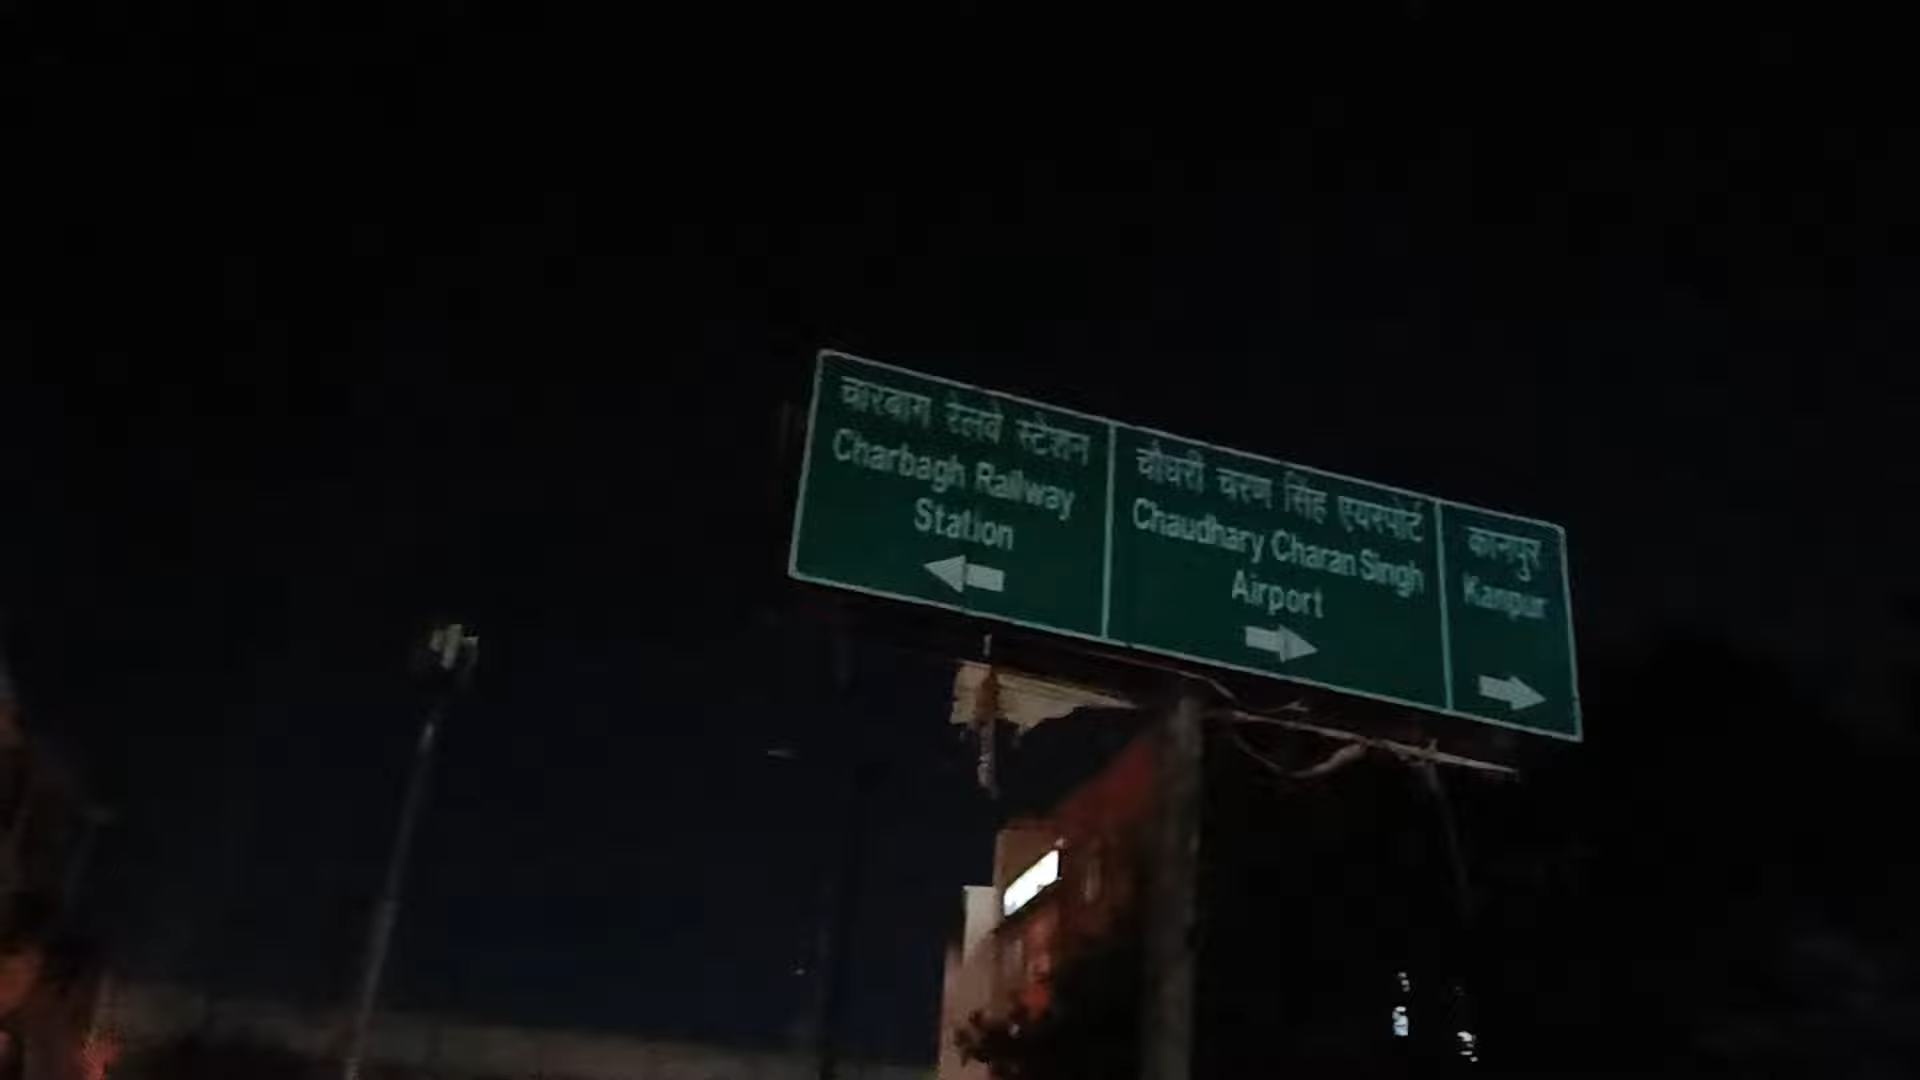 चारबाग रेलवे स्टेशन
Charbagh Railway
Station
चौधरी चरण सिंह एयरपोर्ट
Chaudhary Charan Singh
Airport
कानपुर
Kanpur